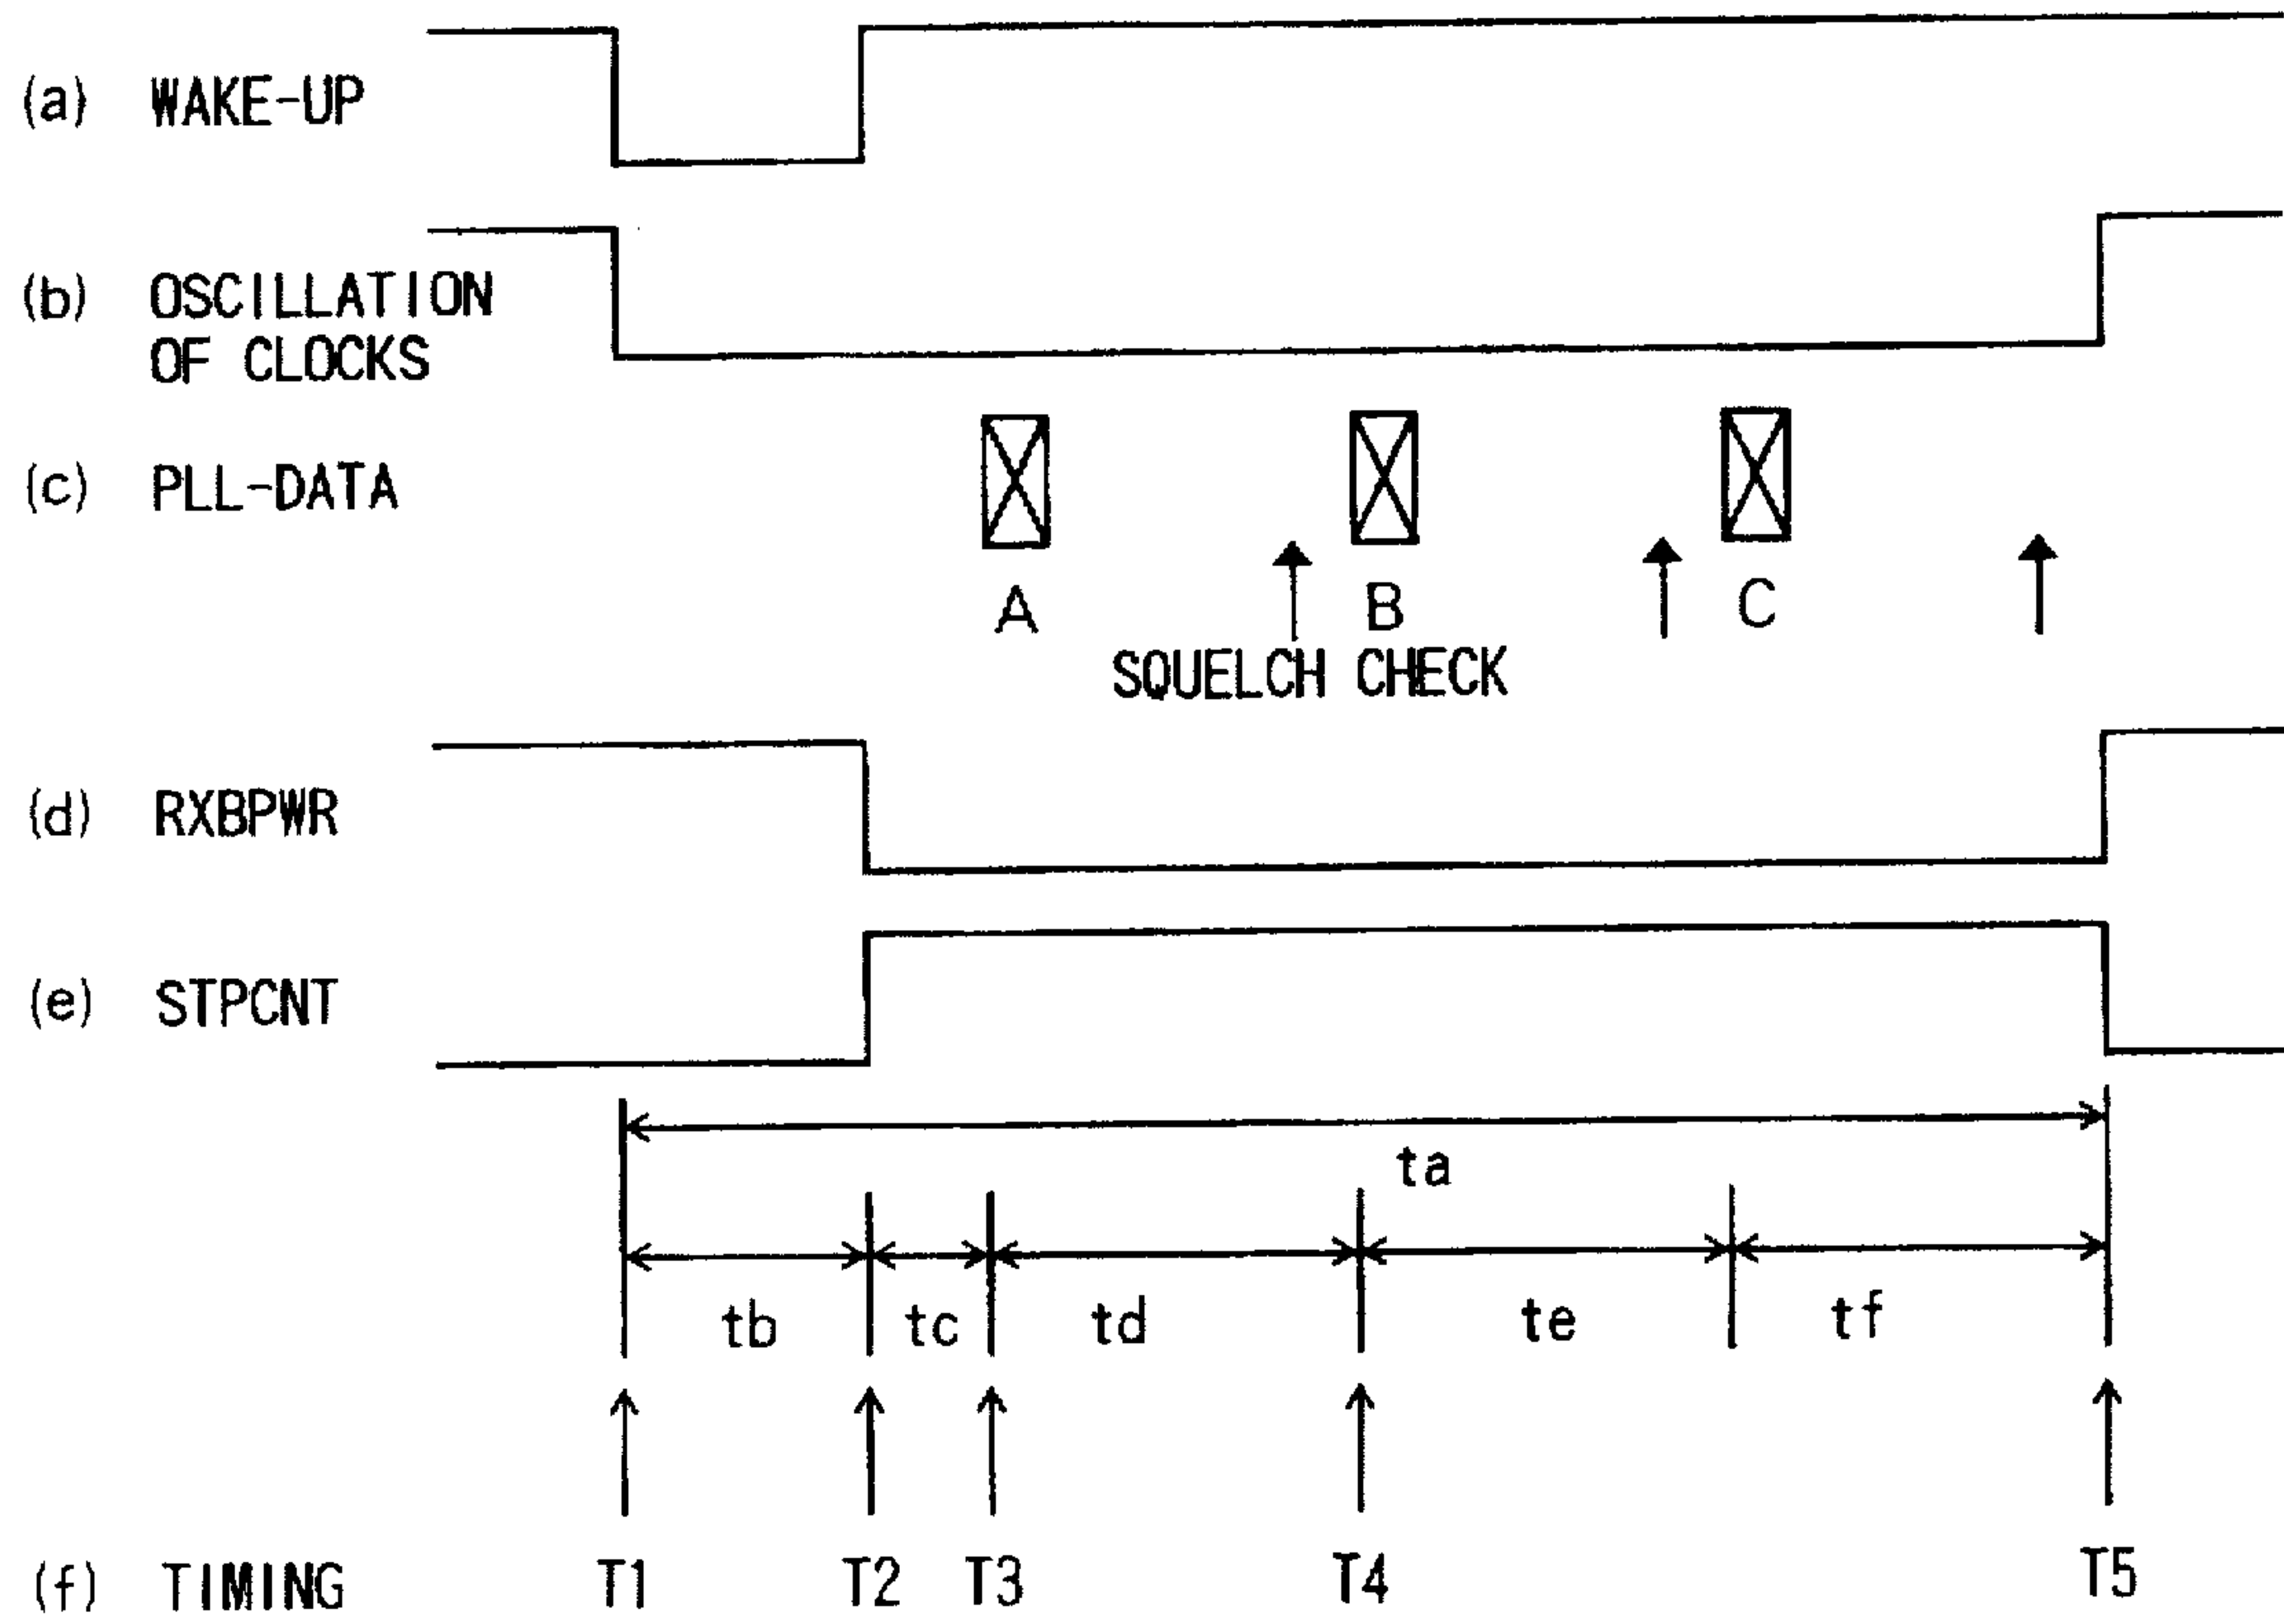 (a) WAKE-UP
(b) OSCILLATION
OF CLOCKS
(c) PLL-DATA
A
B
C
SQUELCH CHECK
(d) RXBPWR
(e) STPCNT
ta
tb
tc
td
te
tf
(f) TIMING
T1
T2
T3
T4
T5